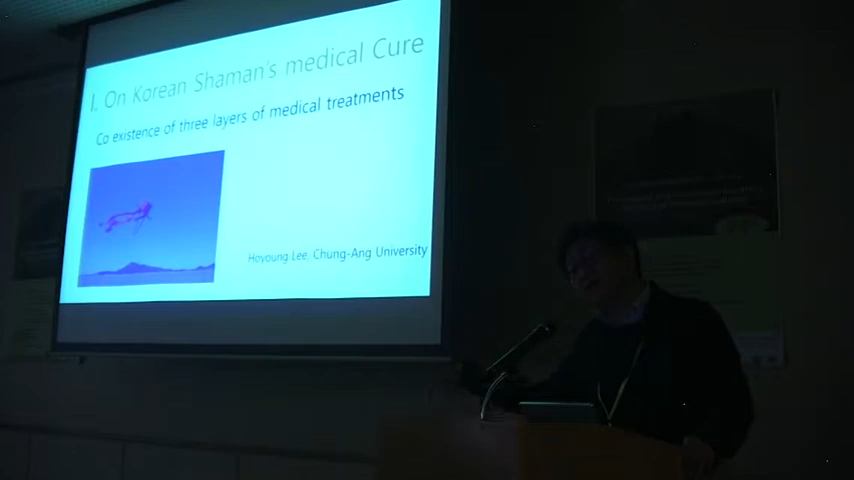 I. On Korean Shaman's medical Cure
Co existence of three layers of medical treatments
Hoyoung Lee, Chung-Ang University